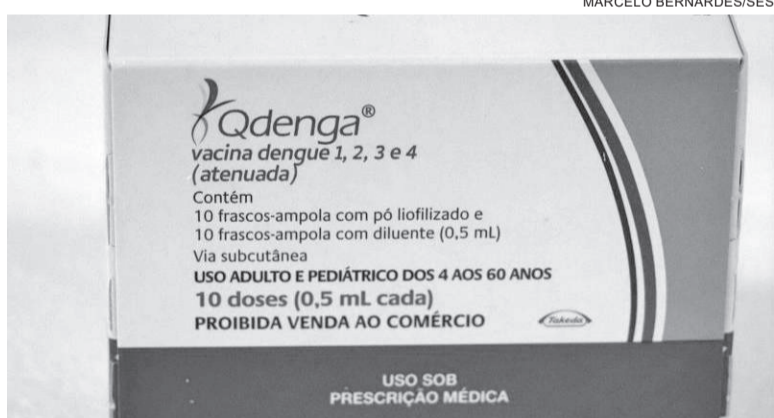 MARCELO BERNARDES/SES
Qdenga®
vacina dengue 1, 2, 3 e 4
(atenuada)
Contém
10 frascos-ampola com pó liofilizado e
10 frascos-ampola com diluente (0,5 mL)
Via subcutânea
USO ADULTO E PEDIÁTRICO DOS 4 AOS 60 ANOS
10 doses (0,5 mL cada)
PROIBIDA VENDA AO COMÉRCIO
Takeda
USO SOB
PRESCRIÇÃO MÉDICA